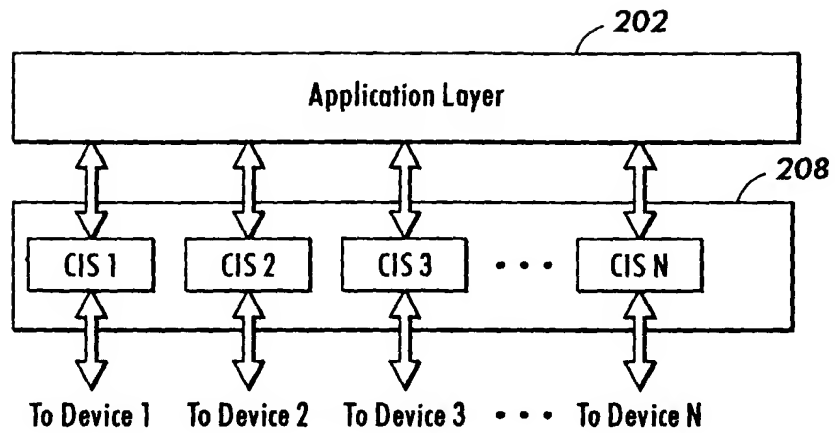 202
Application Layer
208
CIS 1 CIS 2 CIS 3 • • • CIS N
To Device 1 To Device 2 To Device 3 • • • To Device N